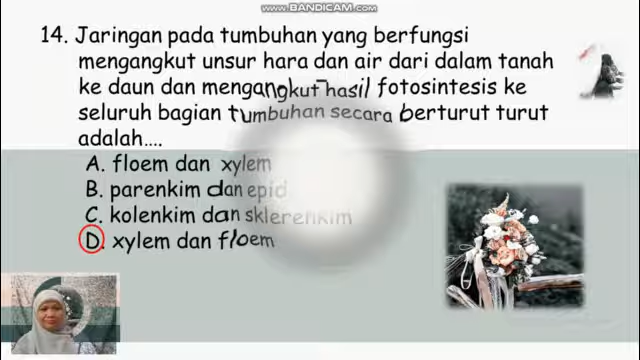 www.BANDICAM.com
14. Jaringan pada tumbuhan yang berfungsi
mengangkut unsur hara dan air dari dalam tanah
ke daun dan mengangkut hasil fotosintesis ke
seluruh bagian tumbuhan secara berturut turut
adalah....
A. floem dan xylem
B. parenkim dan epid
C. kolenkim dan sklerenkim
D. xylem dan floem